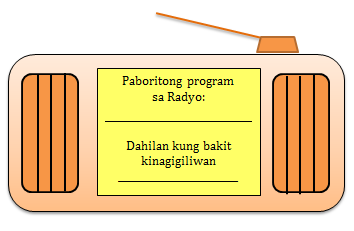 Paboritong program
sa Radyo:
Dahilan kung bakit
kinagigiliwan